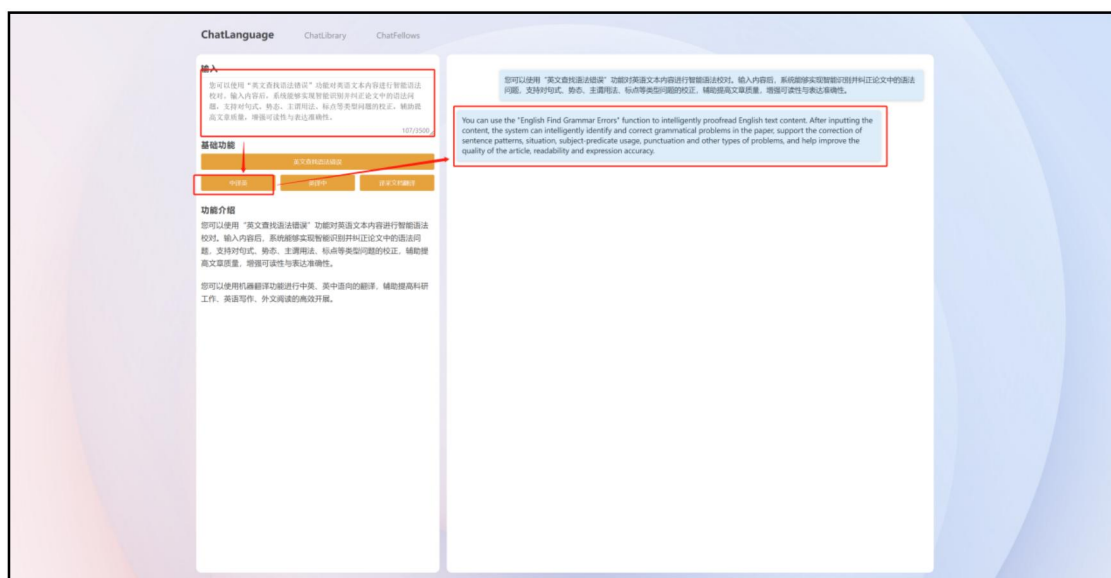 ChatLanguage ChatLibrary ChatFellows
输入
您可以使用“英文查找语法错误”功能对英语文本内容进行智能语法
校对。输入内容后，系统能够实现智能识别并纠正论文中的语法问
题，支持对句式、势态、主谓用法、标点等类型问题的校正，辅助提
高文章质量，增强可读性与表达准确性。
107/3500
基础功能
英文查找语法错误
中译英 英译中
功能介绍
您可以使用“英文查找语法错误”功能对英语文本内容进行智能语法
校对。输入内容后，系统能够实现智能识别并纠正论文中的语法问
题，支持对句式、势态、主谓用法、标点等类型问题的校正，辅助提
高文章质量，增强可读性与表达准确性。
您可以使用机器翻译功能进行中英、英中语向的翻译，辅助提高科研
工作、英语写作、外文阅读的高效开展。
您可以使用“英文查找语法错误”功能对英语文本内容进行智能语法校对。输入内容后，系统能够实现智能识别并纠正论文中的语法
问题，支持对句式、势态、主谓用法、标点等类型问题的校正，辅助提高文章质量，增强可读性与表达准确性。
You can use the "English Find Grammar Errors" function to intelligently proofread English text content. After inputting the
content, the system can intelligently identify and correct grammatical problems in the paper, support the correction of
sentence patterns, situation, subject-predicate usage, punctuation and other types of problems, and help improve the
quality of the article, readability and expression accuracy.